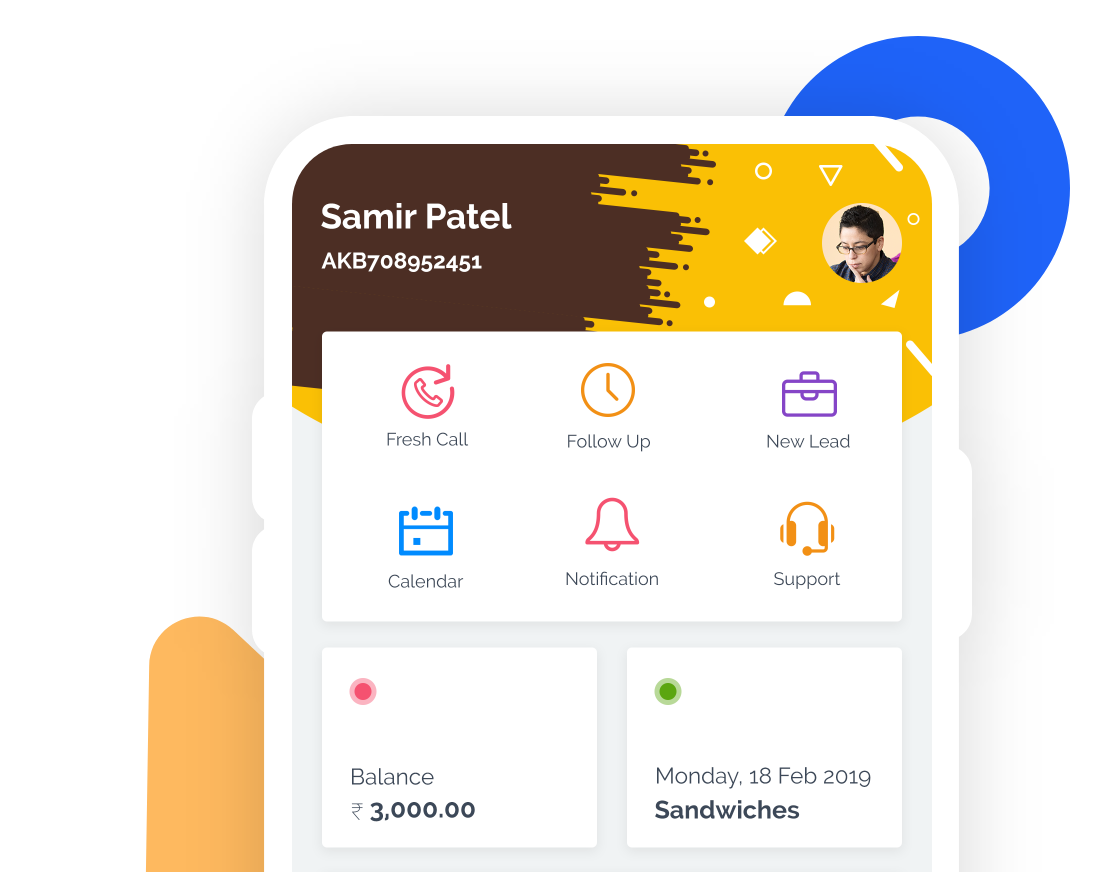 Samir Patel
AKB708952451
Fresh Call
Follow Up
New Lead
Calendar
Notification
Support
Balance
₹ 3,000.00
Monday, 18 Feb 2019
Sandwiches